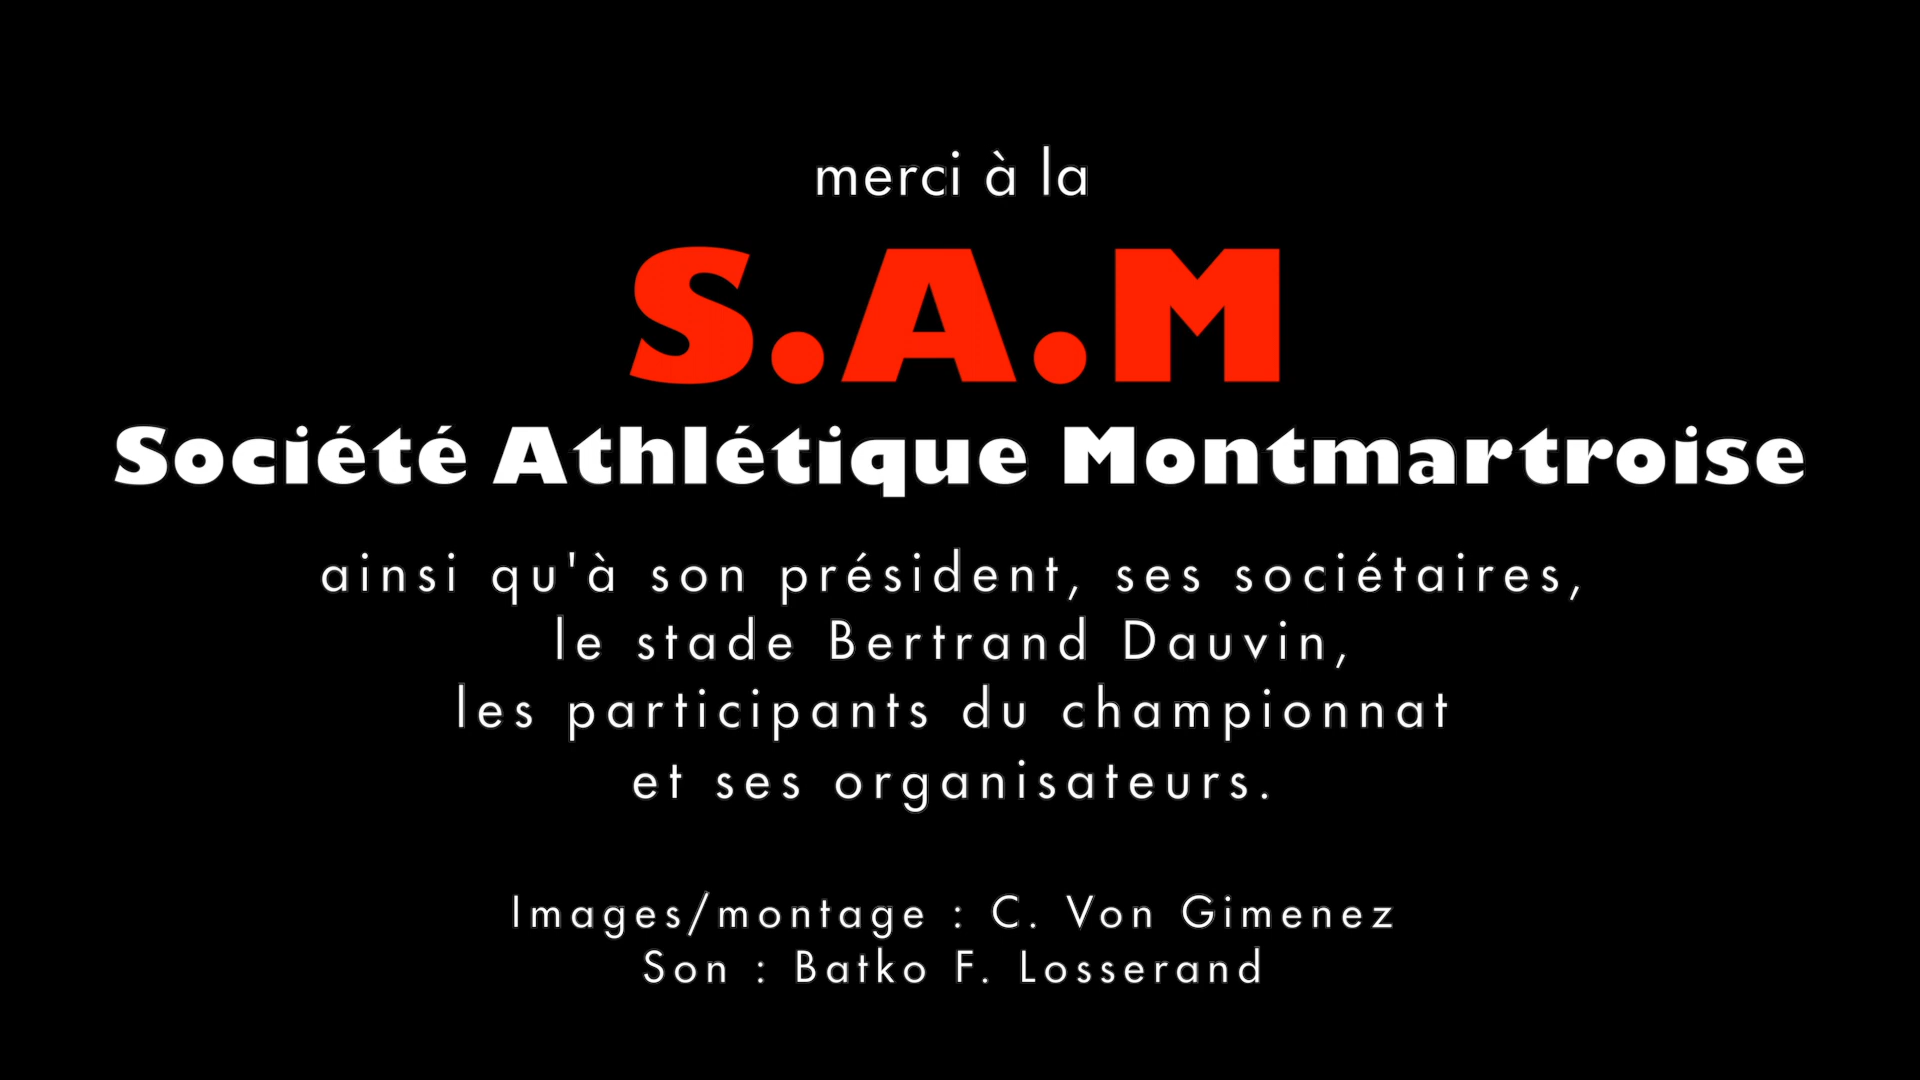 merci à la
S.A.M
Société Athlétique Montmartroise
ainsi qu'à son président, ses sociétaires,
le stade Bertrand Dauvin,
les participants du championnat
et ses organisateurs.
Images/montage : C. Von Gimenez
Son : Batko F. Losserand